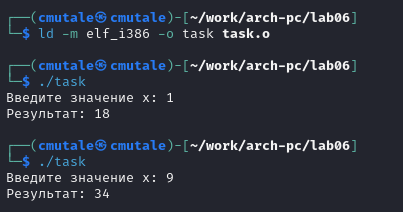 ┌──(cmutale㉿cmutale)-[~/work/arch-pc/lab06]
└─$ ld -m elf_i386 -o task task.o
┌──(cmutale㉿cmutale)-[~/work/arch-pc/lab06]
└─$ ./task
Введите значение x: 1
Результат: 18
┌──(cmutale㉿cmutale)-[~/work/arch-pc/lab06]
└─$ ./task
Введите значение x: 9
Результат: 34